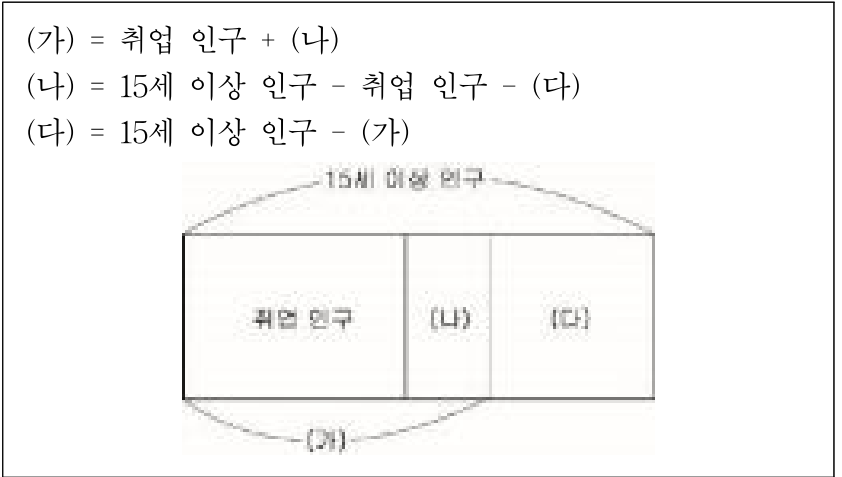 (가) = 취업 인구 + (나)
(나) = 15세 이상 인구 - 취업 인구 - (다)
(다) = 15세 이상 인구 - (가)
15세 이상 인구
취업 인구 (나) (다)
(가)